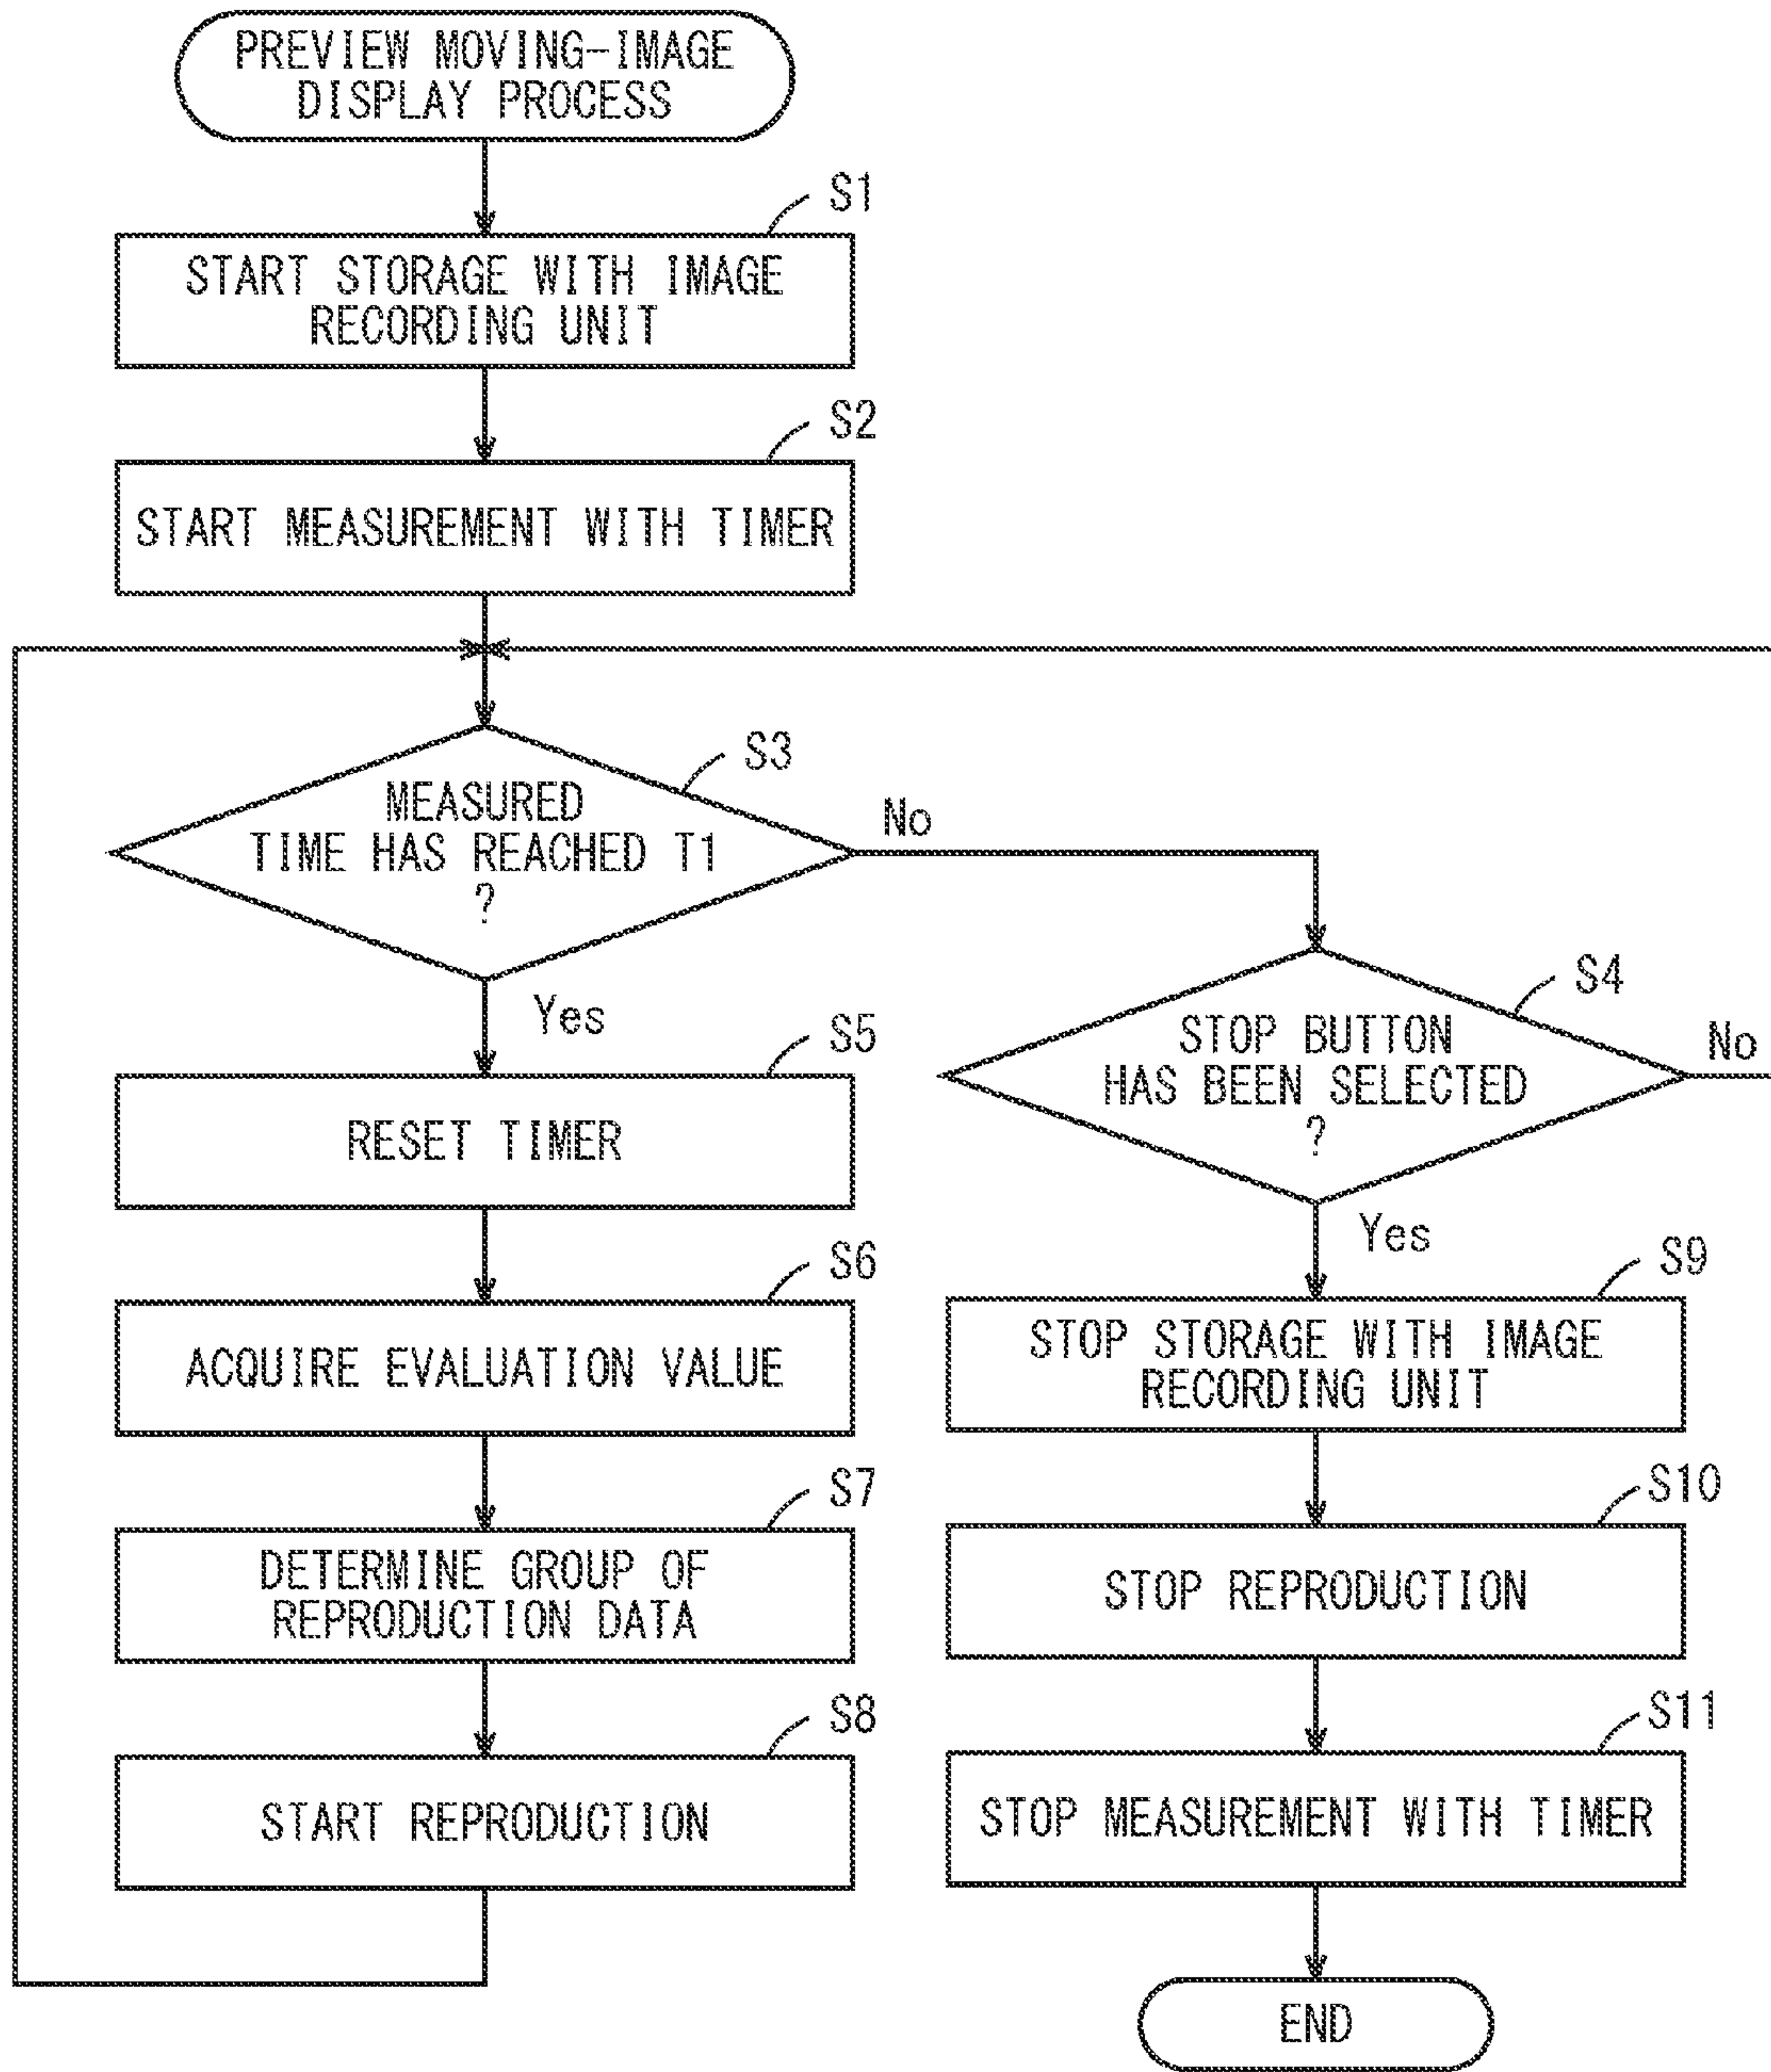 PREVIEW MOVING-IMAGE
DISPLAY PROCESS
S1
START STORAGE WITH IMAGE
RECORDING UNIT
S2
START MEASUREMENT WITH TIMER
S3
MEASURED
TIME HAS REACHED T1
?
No
Yes
S4
STOP BUTTON
HAS BEEN SELECTED
?
No
Yes
S5
RESET TIMER
S6
ACQUIRE EVALUATION VALUE
S7
DETERMINE GROUP OF
REPRODUCTION DATA
S8
START REPRODUCTION
S9
STOP STORAGE WITH IMAGE
RECORDING UNIT
S10
STOP REPRODUCTION
S11
STOP MEASUREMENT WITH TIMER
END